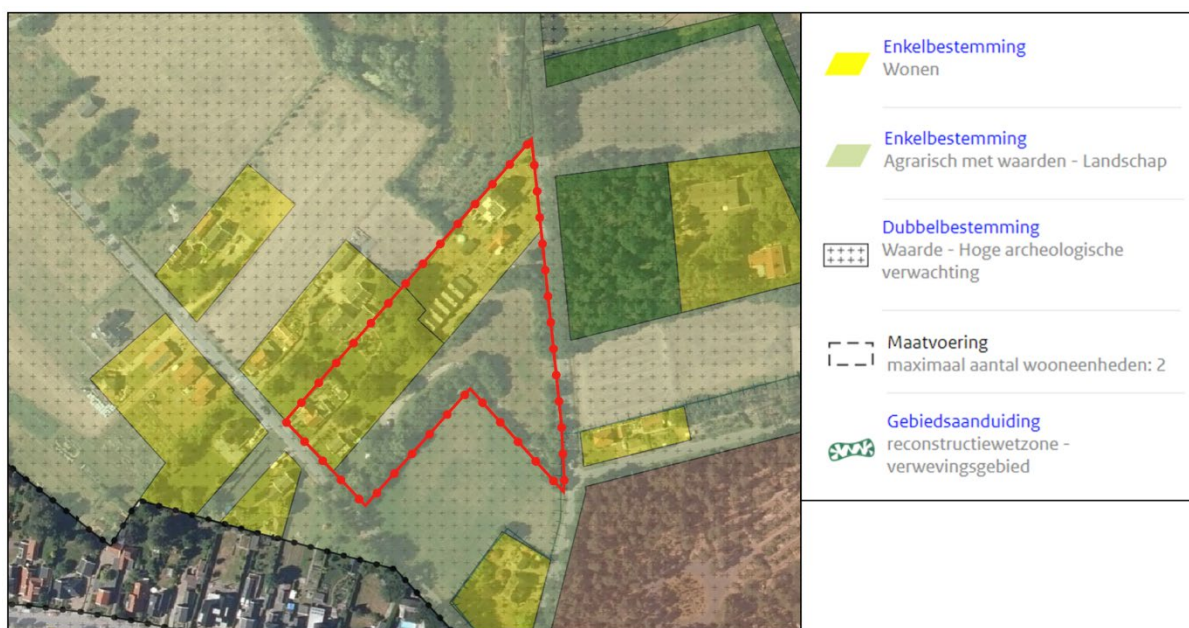 Enkelbestemming
Wonen
Enkelbestemming
Agrarisch met waarden - Landschap
Dubbelbestemming
Waarde - Hoge archeologische
verwachting
Maatvoering
maximaal aantal wooneenheden: 2
Gebiedsaanduiding
reconstructiewetzone -
verwevingsgebied